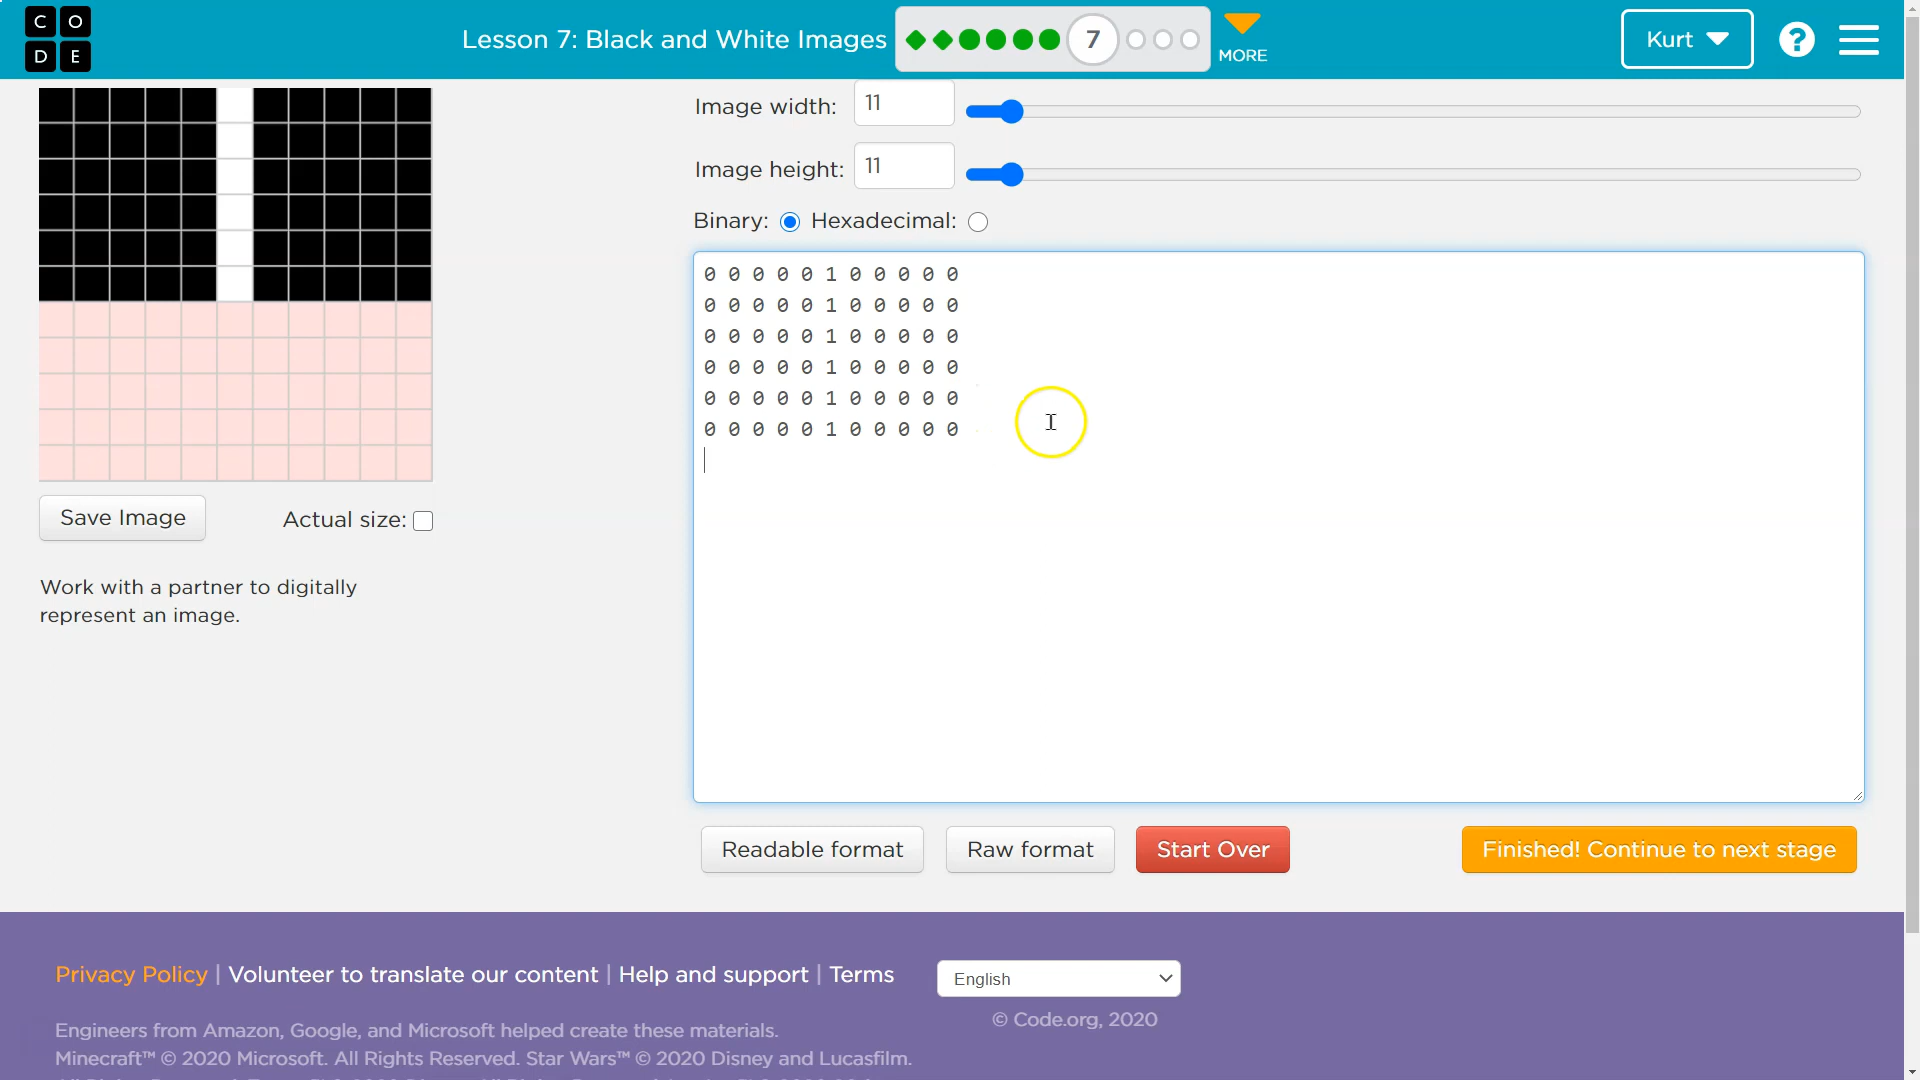 C O
D E
Lesson 7: Black and White Images
7
MORE
Kurt
?
Image width: 11
Image height: 11
Binary: Hexadecimal:
0 0 0 0 0 1 0 0 0 0 0
0 0 0 0 0 1 0 0 0 0 0
0 0 0 0 0 1 0 0 0 0 0
0 0 0 0 0 1 0 0 0 0 0
0 0 0 0 0 1 0 0 0 0 0
0 0 0 0 0 1 0 0 0 0 0
Save Image
Actual size:
Work with a partner to digitally
represent an image.
Readable format
Raw format
Start Over
Finished! Continue to next stage
Privacy Policy | Volunteer to translate our content | Help and support | Terms
English
© Code.org, 2020
Engineers from Amazon, Google, and Microsoft helped create these materials.
Minecraft™ © 2020 Microsoft. All Rights Reserved. Star Wars™ © 2020 Disney and Lucasfilm.